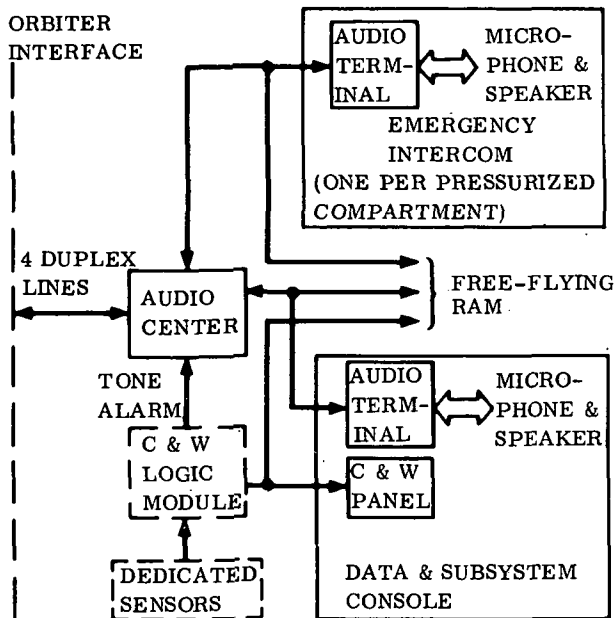 ORBITER
INTERFACE
AUDIO
TERM-
INAL
MICRO-
PHONE &
SPEAKER
EMERGENCY
INTERCOM
(ONE PER PRESSURIZED
COMPARTMENT)
4 DUPLEX
LINES
AUDIO
CENTER
FREE-FLYING
RAM
TONE
ALARM
C & W
LOGIC
MODULE
DEDICATED
SENSORS
AUDIO
TERM-
INAL
MICRO-
PHONE &
SPEAKER
C & W
PANEL
DATA & SUBSYSTEM
CONSOLE